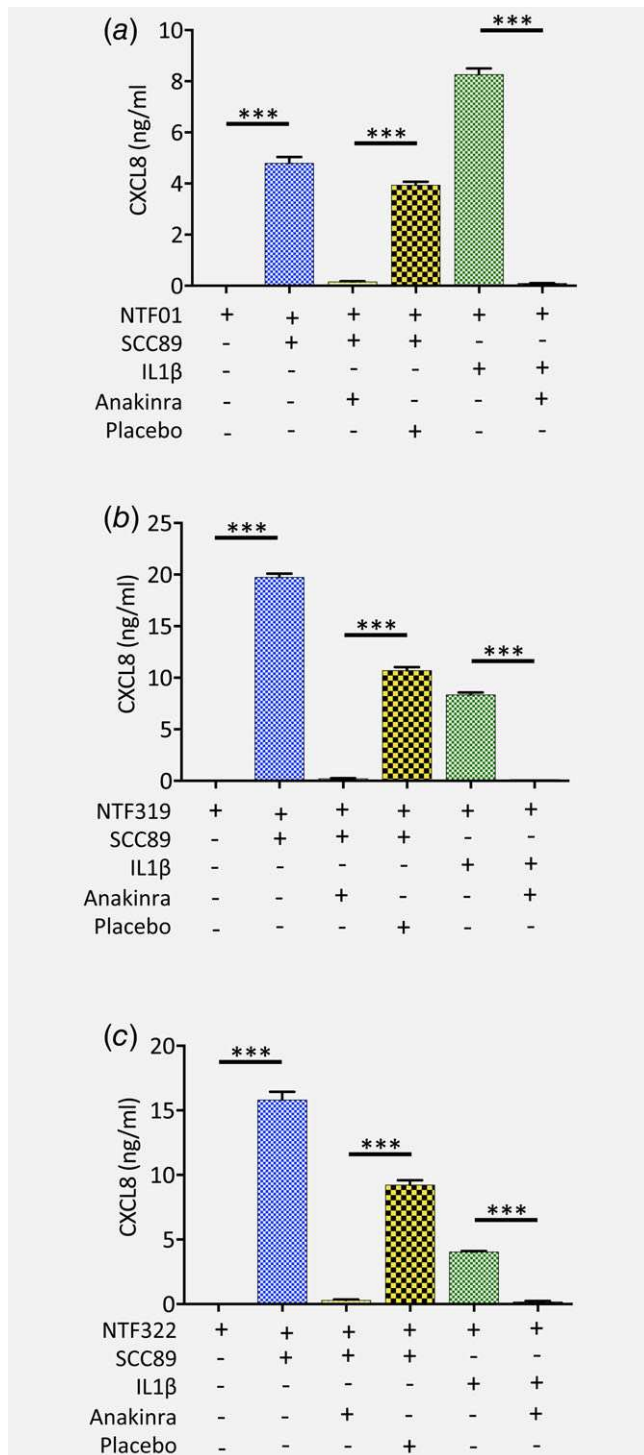 (a)
10
***
8
***
***
6
CXCL8 (ng/ml)
4
2
0
NTF01 + + + + + +
SCC89 - + + + - -
IL1β - - - - + +
Anakinra - - + - - +
Placebo - - - + - -
(b)
25
***
20
***
***
15
CXCL8 (ng/ml)
10
5
0
NTF319 + + + + + +
SCC89 - + + + - -
IL1β - - - - + +
Anakinra - - + - - +
Placebo - - - + - -
(c)
20
***
15
***
***
CXCL8 (ng/ml)
10
5
0
NTF322 + + + + + +
SCC89 - + + + - -
IL1β - - - - + +
Anakinra - - + - - +
Placebo - - - + - -